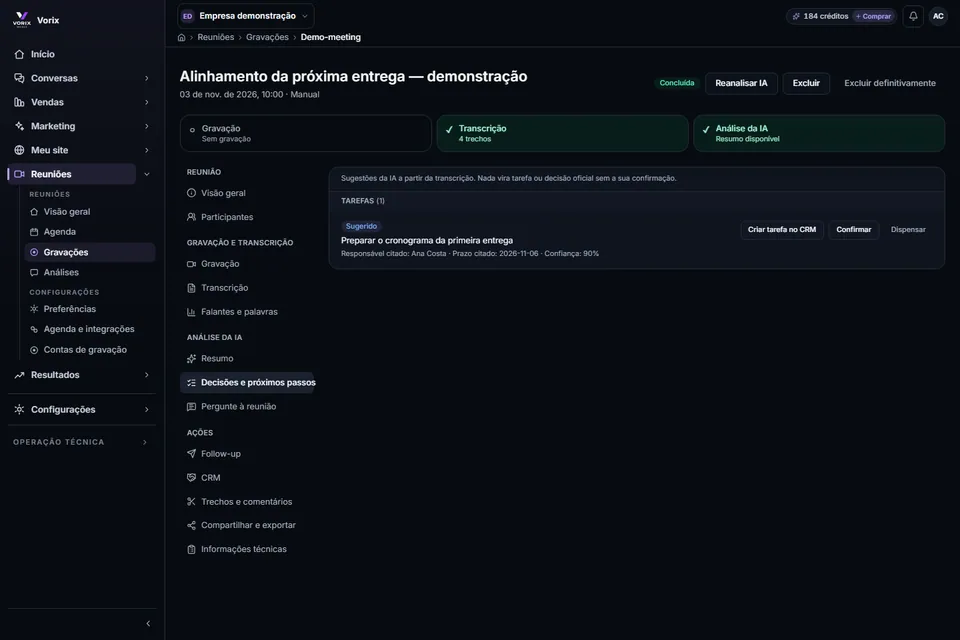 VORIX
Vorix
ED Empresa demonstração
184 créditos
+ Comprar
AC
Reuniões › Gravações › Demo-meeting
Início
Conversas
Vendas
Marketing
Meu site
Reuniões
REUNIÕES
Visão geral
Agenda
Gravações
Análises
CONFIGURAÇÕES
Preferências
Agenda e integrações
Contas de gravação
Resultados
Configurações
OPERAÇÃO TÉCNICA
Alinhamento da próxima entrega — demonstração
03 de nov. de 2026, 10:00 · Manual
Concluída
Reanalisar IA
Excluir
Excluir definitivamente
Gravação
Sem gravação
Transcrição
4 trechos
Análise da IA
Resumo disponível
REUNIÃO
Visão geral
Participantes
GRAVAÇÃO E TRANSCRIÇÃO
Gravação
Transcrição
Falantes e palavras
ANÁLISE DA IA
Resumo
Decisões e próximos passos
Pergunte à reunião
AÇÕES
Follow-up
CRM
Trechos e comentários
Compartilhar e exportar
Informações técnicas
Sugestões da IA a partir da transcrição. Nada vira tarefa ou decisão oficial sem a sua confirmação.
TAREFAS (1)
Sugerido
Preparar o cronograma da primeira entrega
Responsável citado: Ana Costa · Prazo citado: 2026-11-06 · Confiança: 90%
Criar tarefa no CRM
Confirmar
Dispensar